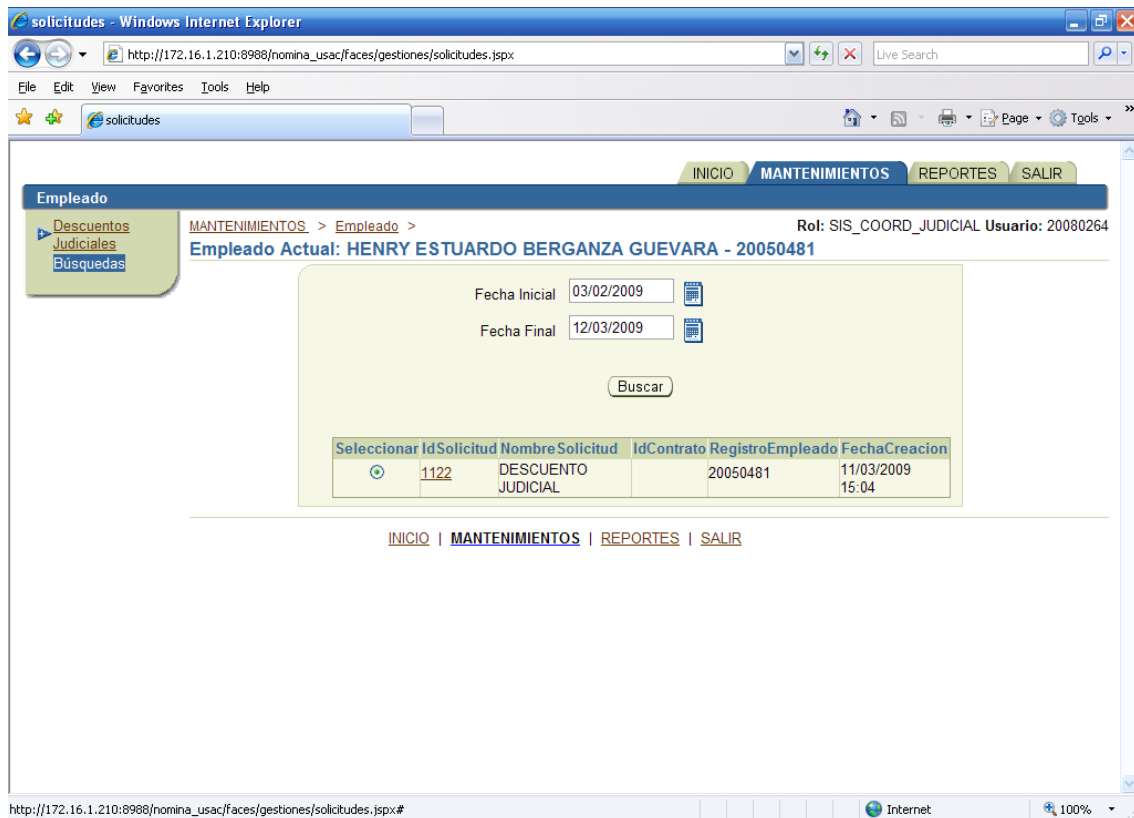 solicitudes - Windows Internet Explorer
http://172.16.1.210:8988/nomina_usac/faces/gestiones/solicitudes.jspx
Live Search
File Edit View Favorites Tools Help
solicitudes
Page Tools
INICIO MANTENIMIENTOS REPORTES SALIR
Empleado
Descuentos
Judiciales
Búsquedas
MANTENIMIENTOS > Empleado >
Rol: SIS_COORD_JUDICIAL Usuario: 20080264
Empleado Actual: HENRY ESTUARDO BERGANZA GUEVARA - 20050481
Fecha Inicial 03/02/2009
Fecha Final 12/03/2009
Buscar
Seleccionar IdSolicitud NombreSolicitud IdContrato RegistroEmpleado FechaCreacion
1122 DESCUENTO JUDICIAL 20050481 11/03/2009 15:04
INICIO | MANTENIMIENTOS | REPORTES | SALIR
http://172.16.1.210:8988/nomina_usac/faces/gestiones/solicitudes.jspx#
Internet
100%